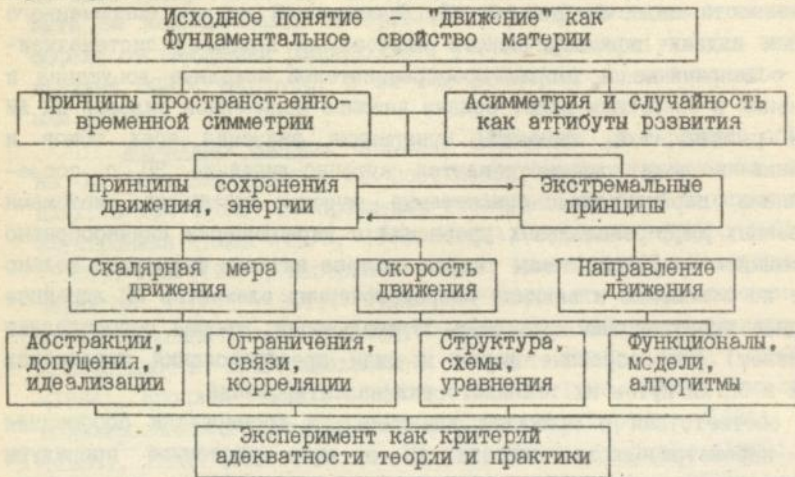 Исходное понятие "движение" как
фундаментальное свойство материи
Принципы пространственно-
временной симметрии
Асимметрия и случайность
как атрибуты развития
Принципы сохранения
движения, энергии
Экстремальные
принципы
Скалярная мера
движения
Скорость
движения
Направление
движения
Абстракции,
допущения,
идеализации
Ограничения,
связи,
корреляции
Структура,
схемы,
уравнения
Функционалы,
модели,
алгоритмы
Эксперимент как критерий
адекватности теории и практики